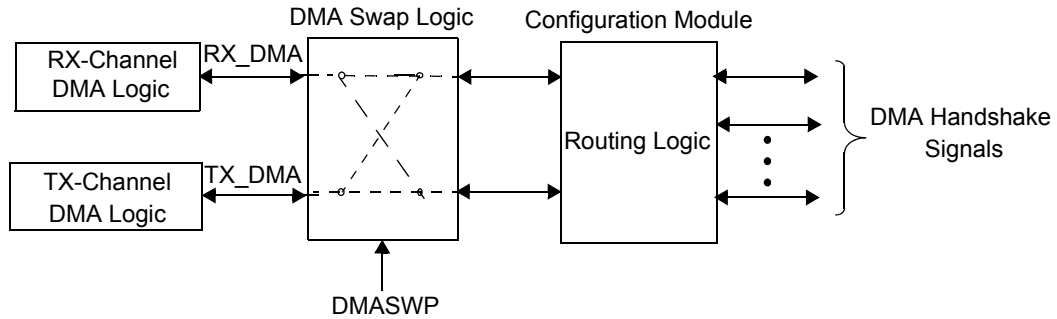 DMA Swap Logic
Configuration Module
RX-Channel
DMA Logic
RX_DMA
TX-Channel
DMA Logic
TX_DMA
Routing Logic
DMA Handshake
Signals
DMASWP